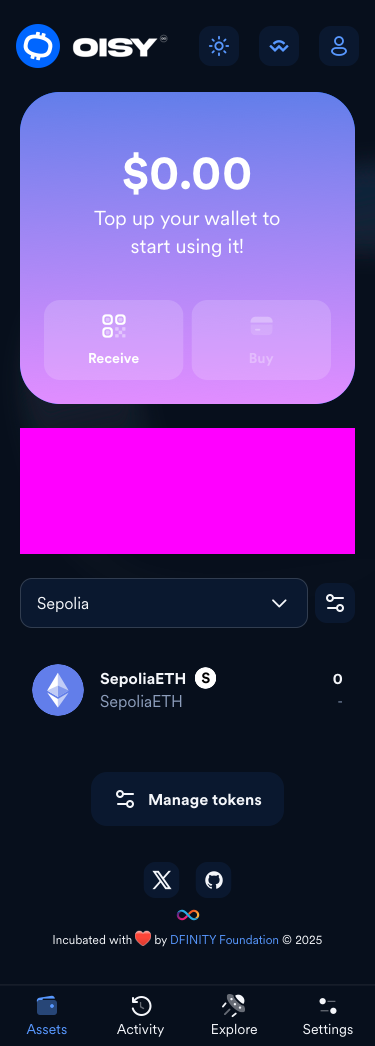 OISY
$0.00
Top up your wallet to
start using it!
Receive
Buy
Sepolia
SepoliaETH S
0
SepoliaETH
-
Manage tokens
Incubated with ❤️ by DFINITY Foundation © 2025
Assets
Activity
Explore
Settings